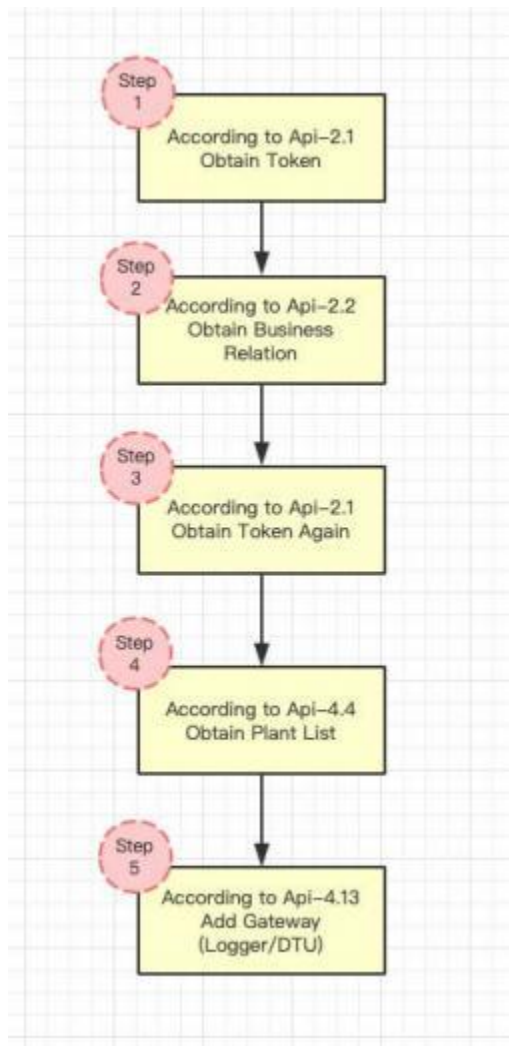 Step
1
According to Api-2.1
Obtain Token
Step
2
According to Api-2.2
Obtain Business
Relation
Step
3
According to Api-2.1
Obtain Token Again
Step
4
According to Api-4.4
Obtain Plant List
Step
5
According to Api-4.13
Add Gateway
(Logger/DTU)